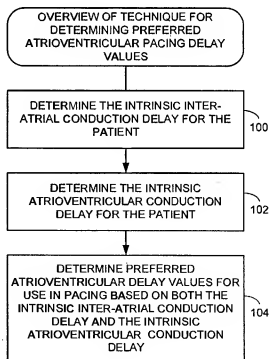 OVERVIEW OF TECHNIQUE FOR
DETERMINING PREFERRED
ATRIOVENTRICULAR PACING DELAY
VALUES
DETERMINE THE INTRINSIC INTER-
ATRIAL CONDUCTION DELAY FOR THE
PATIENT
100
DETERMINE THE INTRINSIC
ATRIOVENTRICULAR CONDUCTION
DELAY FOR THE PATIENT
102
DETERMINE PREFERRED
ATRIOVENTRICULAR DELAY VALUES FOR
USE IN PACING BASED ON BOTH THE
INTRINSIC INTER-ATRIAL CONDUCTION
DELAY AND THE INTRINSIC
ATRIOVENTRICULAR CONDUCTION
DELAY
104